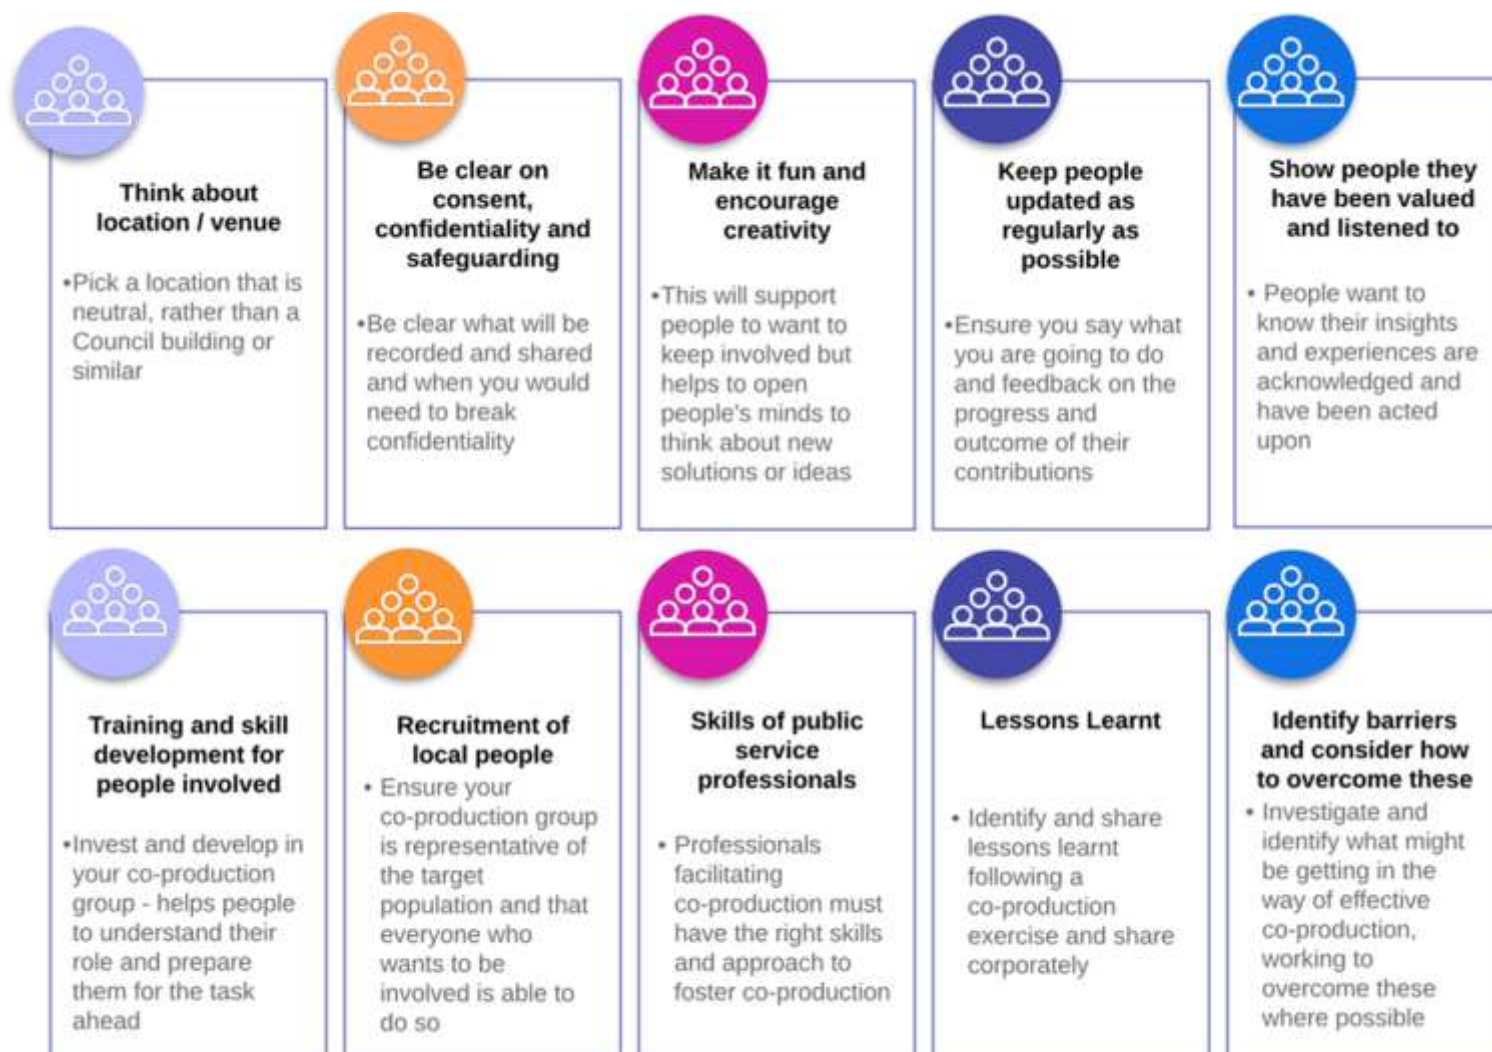 Think about
location / venue
•Pick a location that is
neutral, rather than a
Council building or
similar
Be clear on
consent,
confidentiality and
safeguarding
•Be clear what will be
recorded and shared
and when you would
need to break
confidentiality
Make it fun and
encourage
creativity
•This will support
people to want to
keep involved but
helps to open
people's minds to
think about new
solutions or ideas
Keep people
updated as
regularly as
possible
•Ensure you say what
you are going to do
and feedback on the
progress and
outcome of their
contributions
Show people they
have been valued
and listened to
• People want to
know their insights
and experiences are
acknowledged and
have been acted
upon
Training and skill
development for
people involved
•Invest and develop in
your co-production
group - helps people
to understand their
role and prepare
them for the task
ahead
Recruitment of
local people
• Ensure your
co-production group
is representative of
the target
population and that
everyone who
wants to be
involved is able to
do so
Skills of public
service
professionals
• Professionals
facilitating
co-production must
have the right skills
and approach to
foster co-production
Lessons Learnt
• Identify and share
lessons learnt
following a
co-production
exercise and share
corporately
Identify barriers
and consider how
to overcome these
• Investigate and
identify what might
be getting in the
way of effective
co-production,
working to
overcome these
where possible